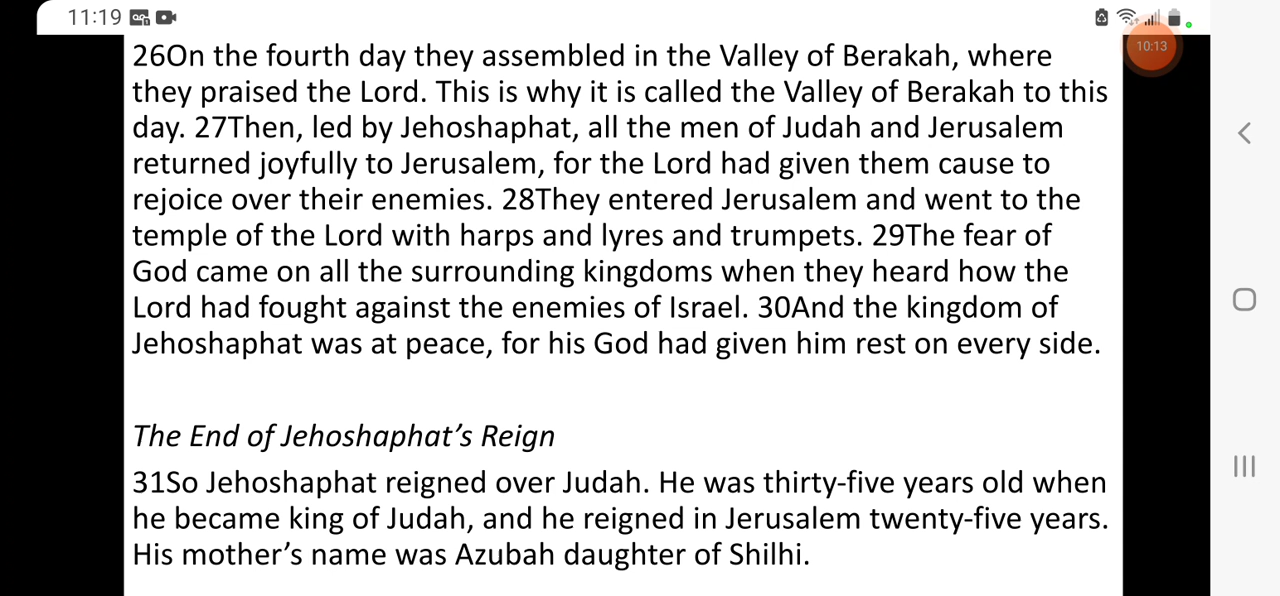 11:19
10:13
26On the fourth day they assembled in the Valley of Berakah, where
they praised the Lord. This is why it is called the Valley of Berakah to this
day. 27Then, led by Jehoshaphat, all the men of Judah and Jerusalem
returned joyfully to Jerusalem, for the Lord had given them cause to
rejoice over their enemies. 28They entered Jerusalem and went to the
temple of the Lord with harps and lyres and trumpets. 29The fear of
God came on all the surrounding kingdoms when they heard how the
Lord had fought against the enemies of Israel. 30And the kingdom of
Jehoshaphat was at peace, for his God had given him rest on every side.
The End of Jehoshaphat’s Reign
31So Jehoshaphat reigned over Judah. He was thirty-five years old when
he became king of Judah, and he reigned in Jerusalem twenty-five years.
His mother’s name was Azubah daughter of Shilhi.